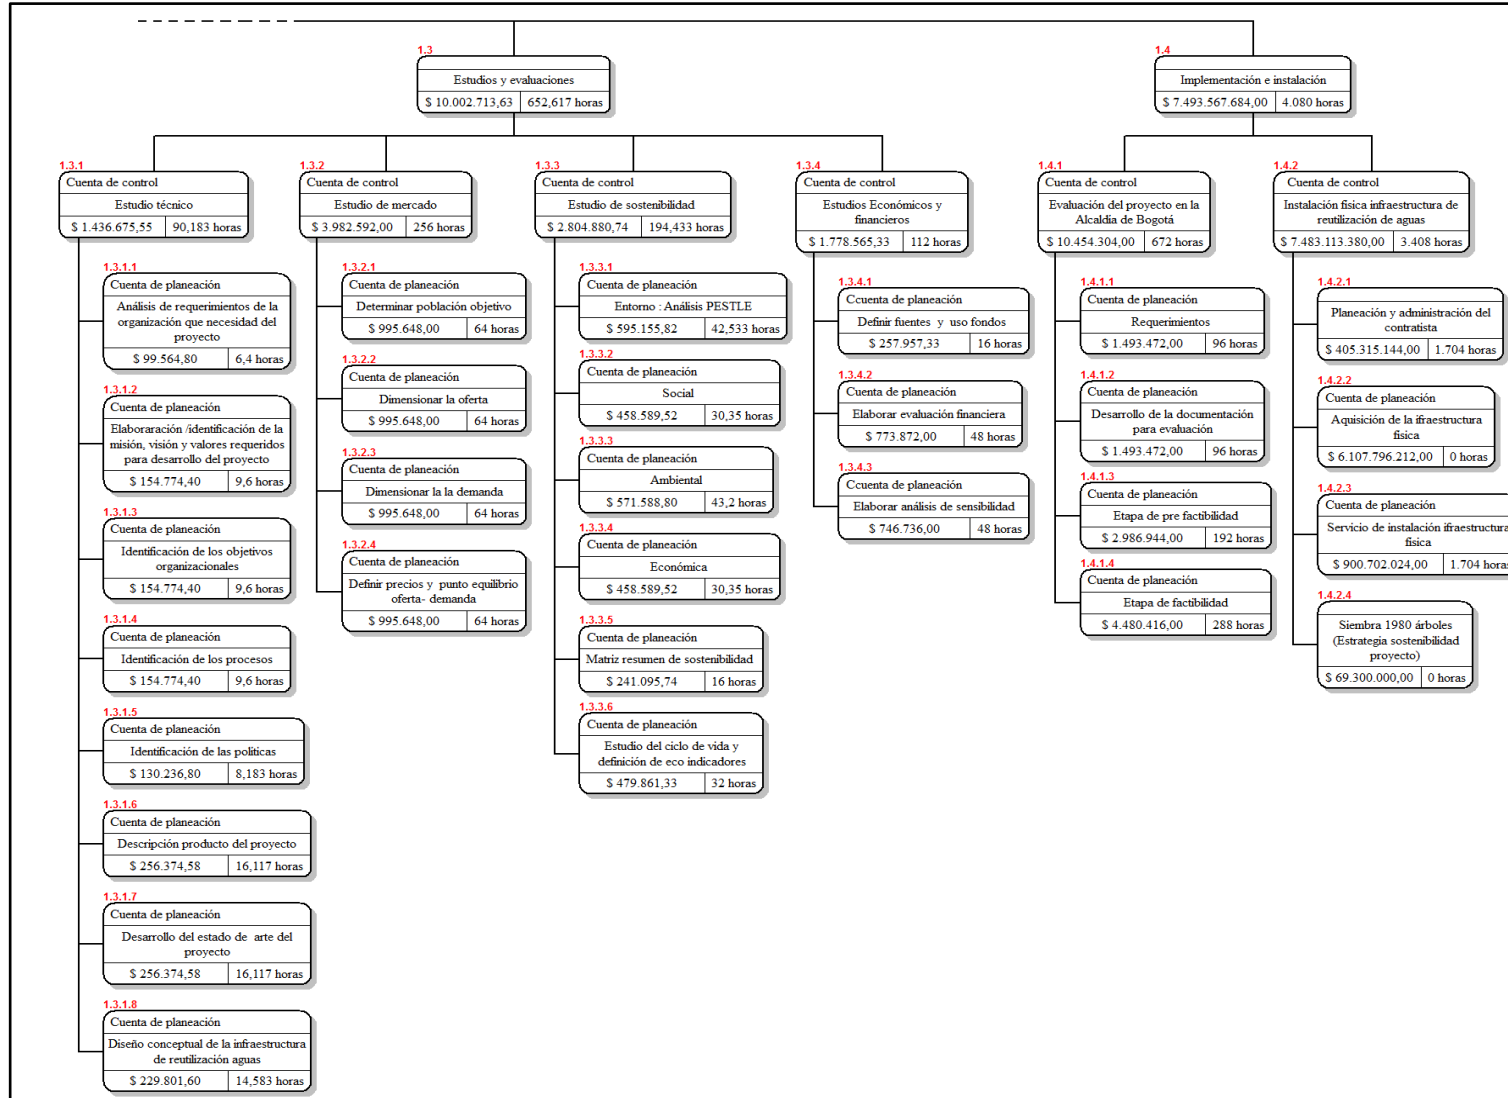 1.3
Estudios y evaluaciones
$ 10.002.713,63 652,617 horas
1.4
Implementación e instalación
$ 7.493.567.684,00 4.080 horas
1.3.1
Cuenta de control
Estudio técnico
$ 1.436.675,55 90,183 horas
1.3.1.1
Cuenta de planeación
Análisis de requerimientos de la
organización que necesidad del
proyecto
$ 99.564,80 6,4 horas
1.3.1.2
Cuenta de planeación
Elaboraración /identificación de la
misión, visión y valores requeridos
para desarrollo del proyecto
$ 154.774,40 9,6 horas
1.3.1.3
Cuenta de planeación
Identificación de los objetivos
organizacionales
$ 154.774,40 9,6 horas
1.3.1.4
Cuenta de planeación
Identificación de los procesos
$ 154.774,40 9,6 horas
1.3.1.5
Cuenta de planeación
Identificación de las políticas
$ 130.236,80 8,183 horas
1.3.1.6
Cuenta de planeación
Descripción producto del proyecto
$ 256.374,58 16,117 horas
1.3.1.7
Cuenta de planeación
Desarrollo del estado de arte del
proyecto
$ 256.374,58 16,117 horas
1.3.1.8
Cuenta de planeación
Diseño conceptual de la infraestructura
de reutilización aguas
$ 229.801,60 14,583 horas
1.3.2
Cuenta de control
Estudio de mercado
$ 3.982.592,00 256 horas
1.3.2.1
Cuenta de planeación
Determinar población objetivo
$ 995.648,00 64 horas
1.3.2.2
Cuenta de planeación
Dimensionar la oferta
$ 995.648,00 64 horas
1.3.2.3
Cuenta de planeación
Dimensionar la la demanda
$ 995.648,00 64 horas
1.3.2.4
Cuenta de planeación
Definir precios y punto equilibrio
oferta- demanda
$ 995.648,00 64 horas
1.3.3
Cuenta de control
Estudio de sostenibilidad
$ 2.804.880,74 194,433 horas
1.3.3.1
Cuenta de planeación
Entorno : Análisis PESTLE
$ 595.155,82 42,533 horas
1.3.3.2
Cuenta de planeación
Social
$ 458.589,52 30,35 horas
1.3.3.3
Cuenta de planeación
Ambiental
$ 571.588,80 43,2 horas
1.3.3.4
Cuenta de planeación
Económica
$ 458.589,52 30,35 horas
1.3.3.5
Cuenta de planeación
Matriz resumen de sostenibilidad
$ 241.095,74 16 horas
1.3.3.6
Cuenta de planeación
Estudio del ciclo de vida y
definición de eco indicadores
$ 479.861,33 32 horas
1.3.4
Cuenta de control
Estudios Económicos y
financieros
$ 1.778.565,33 112 horas
1.3.4.1
Ccuenta de planeación
Definir fuentes y uso fondos
$ 257.957,33 16 horas
1.3.4.2
Cuenta de planeación
Elaborar evaluación financiera
$ 773.872,00 48 horas
1.3.4.3
Ccuenta de planeación
Elaborar análisis de sensibilidad
$ 746.736,00 48 horas
1.4.1
Cuenta de control
Evaluación del proyecto en la
Alcaldía de Bogotá
$ 10.454.304,00 672 horas
1.4.1.1
Cuenta de planeación
Requerimientos
$ 1.493.472,00 96 horas
1.4.1.2
Cuenta de planeación
Desarrollo de la documentación
para evaluación
$ 1.493.472,00 96 horas
1.4.1.3
Cuenta de planeación
Etapa de pre factibilidad
$ 2.986.944,00 192 horas
1.4.1.4
Cuenta de planeación
Etapa de factibilidad
$ 4.480.416,00 288 horas
1.4.2
Cuenta de control
Instalación fisica infraestructura de
reutilización de aguas
$ 7.483.113.380,00 3.408 horas
1.4.2.1
Planeación y administración del
contratista
$ 405.315.144,00 1.704 horas
1.4.2.2
Cuenta de planeación
Aquisición de la ifraestructura
fisica
$ 6.107.796.212,00 0 horas
1.4.2.3
Cuenta de planeación
Servicio de instalación ifraestructura
fisica
$ 900.702.024,00 1.704 horas
1.4.2.4
Siembra 1980 árboles
(Estrategia sostenibilidad
proyecto)
$ 69.300.000,00 0 horas